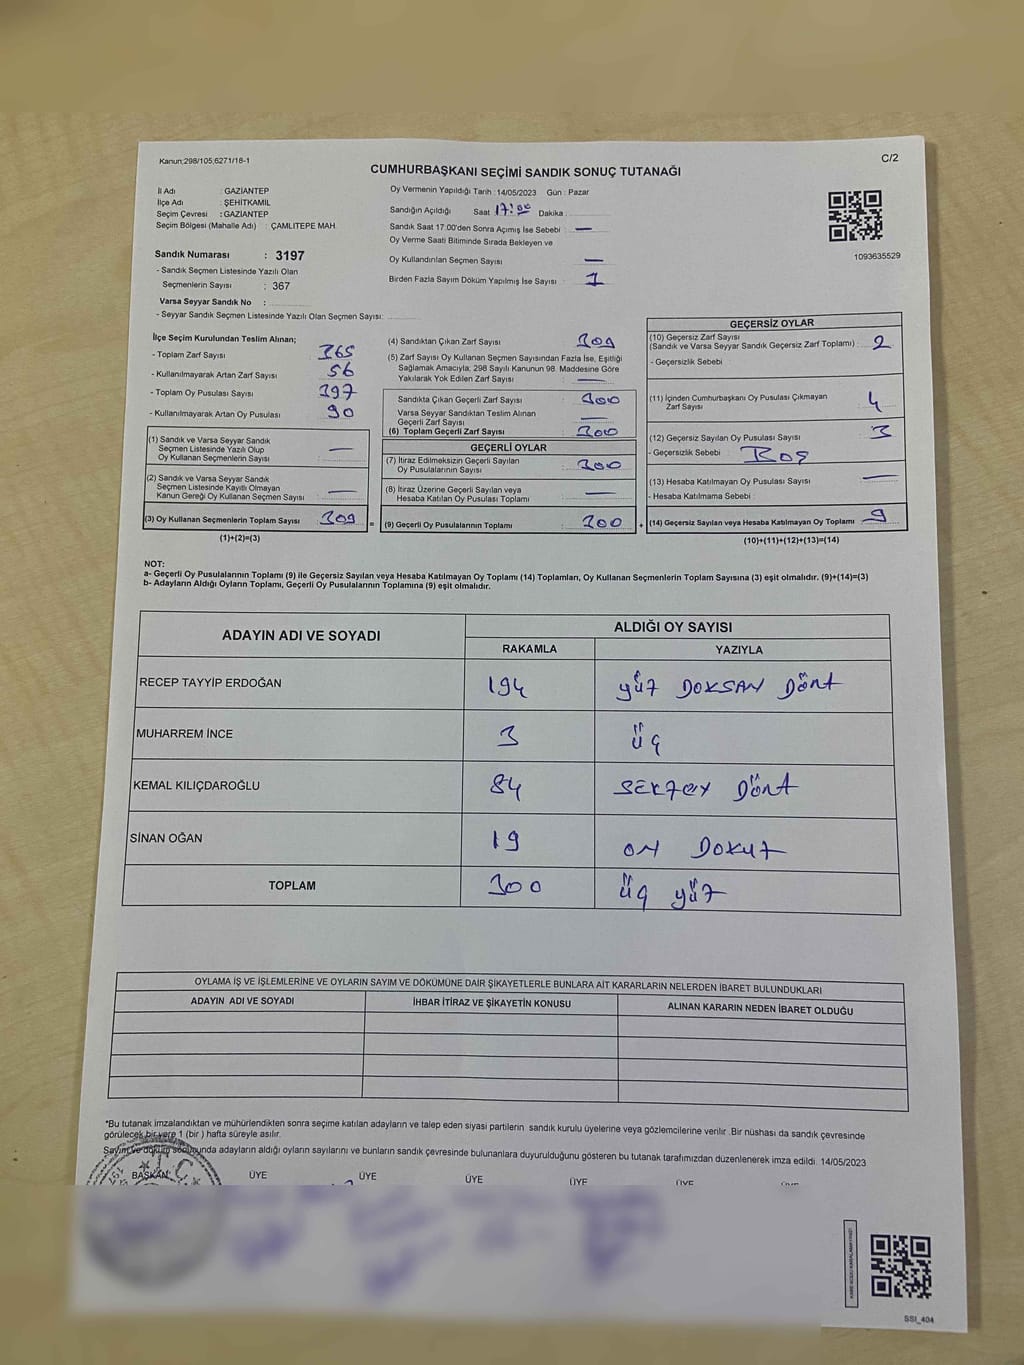 Kanun;298/105;6271/18-1
C/2
CUMHURBAŞKANI SEÇİMİ SANDIK SONUÇ TUTANAĞI
İl Adı : GAZİANTEP
İlçe Adı : ŞEHİTKAMİL
Seçim Çevresi : GAZİANTEP
Seçim Bölgesi (Mahalle Adı) : ÇAMLITEPE MAH.
Sandık Numarası : 3197
- Sandık Seçmen Listesinde Yazılı Olan
Seçmenlerin Sayısı : 367
Varsa Seyyar Sandık No :
- Seyyar Sandık Seçmen Listesinde Yazılı Olan Seçmen Sayısı:
Oy Vermenin Yapıldığı Tarih : 14/05/2023 Gün : Pazar
Sandığın Açıldığı Saat 17:00 Dakika :
Sandık Saat 17:00'den Sonra Açımış İse Sebebi : —
Oy Verme Saati Bitiminde Sırada Bekleyen ve
Oy Kullandırılan Seçmen Sayısı —
Birden Fazla Sayım Döküm Yapılmış İse Sayısı : 1
1093635529
İlçe Seçim Kurulundan Teslim Alınan;
- Toplam Zarf Sayısı : 365
- Kullanılmayarak Artan Zarf Sayısı : 56
- Toplam Oy Pusulası Sayısı : 397
- Kullanılmayarak Artan Oy Pusulası : 90
(1) Sandık ve Varsa Seyyar Sandık
Seçmen Listesinde Yazılı Olup
Oy Kullanan Seçmenlerin Sayısı : —
(2) Sandık ve Varsa Seyyar Sandık
Seçmen Listesinde Kayıtlı Olmayan
Kanun Gereği Oy Kullanan Seçmen Sayısı : —
(3) Oy Kullanan Seçmenlerin Toplam Sayısı : 309
(1)+(2)=(3)
(4) Sandıktan Çıkan Zarf Sayısı : 309
(5) Zarf Sayısı Oy Kullanan Seçmen Sayısından Fazla İse, Eşitliği
Sağlamak Amacıyla; 298 Sayılı Kanunun 98. Maddesine Göre
Yakılarak Yok Edilen Zarf Sayısı : —
Sandıkta Çıkan Geçerli Zarf Sayısı : 300
Varsa Seyyar Sandıktan Teslim Alınan
Geçerli Zarf Sayısı : —
(6) Toplam Geçerli Zarf Sayısı : 300
GEÇERLİ OYLAR
(7) İtiraz Edilmeksizin Geçerli Sayılan
Oy Pusulalarının Sayısı : 300
(8) İtiraz Üzerine Geçerli Sayılan veya
Hesaba Katılan Oy Pusulası Toplamı : —
= (9) Geçerli Oy Pusulalarının Toplamı : 300
GEÇERSİZ OYLAR
(10) Geçersiz Zarf Sayısı
(Sandık ve Varsa Seyyar Sandık Geçersiz Zarf Toplamı) : 2
- Geçersizlik Sebebi :
(11) İçinden Cumhurbaşkanı Oy Pusulası Çıkmayan
Zarf Sayısı 4
(12) Geçersiz Sayılan Oy Pusulası Sayısı : 3
- Geçersizlik Sebebi : BOŞ
(13) Hesaba Katılmayan Oy Pusulası Sayısı : —
- Hesaba Katılmama Sebebi :
+ (14) Geçersiz Sayılan veya Hesaba Katılmayan Oy Toplamı : 9
(10)+(11)+(12)+(13)=(14)
NOT:
a- Geçerli Oy Pusulalarının Toplamı (9) ile Geçersiz Sayılan veya Hesaba Katılmayan Oy Toplamı (14) Toplamları, Oy Kullanan Seçmenlerin Toplam Sayısına (3) eşit olmalıdır. (9)+(14)=(3)
b- Adayların Aldığı Oyların Toplamı, Geçerli Oy Pusulalarının Toplamına (9) eşit olmalıdır.
ADAYIN ADI VE SOYADI ALDIĞI OY SAYISI
RAKAMLA YAZIYLA
RECEP TAYYİP ERDOĞAN 194 yüz DOKSAN Dört
MUHARREM İNCE 3 üç
KEMAL KILIÇDAROĞLU 84 SEKZEN Dört
SİNAN OĞAN 19 ON DOKUZ
TOPLAM 300 üç yüz
OYLAMA İŞ VE İŞLEMLERİNE VE OYLARIN SAYIM VE DÖKÜMÜNE DAİR ŞİKAYETLERLE BUNLARA AİT KARARLARIN NELERDEN İBARET BULUNDUKLARI
ADAYIN ADI VE SOYADI İHBAR İTİRAZ VE ŞİKAYETİN KONUSU ALINAN KARARIN NEDEN İBARET OLDUĞU
*Bu tutanak imzalandıktan ve mühürlendikten sonra seçime katılan adayların ve talep eden siyasi partilerin sandık kurulu üyelerine veya gözlemcilerine verilir .Bir nüshası da sandık çevresinde
görülecek bir yere 1 (bir ) hafta süreyle asılır.
Sayım ve döküm sonunda adayların aldığı oyların sayılarını ve bunların sandık çevresinde bulunanlara duyurulduğunu gösteren bu tutanak tarafımızdan düzenlenerek imza edildi. 14/05/2023
BAŞKAN ÜYE ÜYE ÜYE ÜYE ÜYE
T.C.
SSI_404